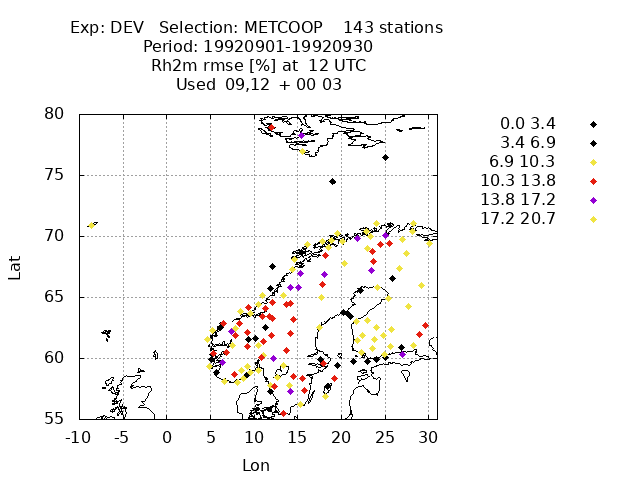 Exp: DEV   Selection: METCOOP    143 stations
Period: 19920901-19920930
Rh2m rmse [%] at  12 UTC
Used  09,12  + 00 03
0.0 3.4
3.4 6.9
6.9 10.3
10.3 13.8
13.8 17.2
17.2 20.7
80
75
70
65
60
55
Lat
-10 -5 0 5 10 15 20 25 30
Lon